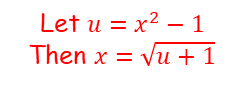 Let u = x² − 1
Then x = √(u + 1)